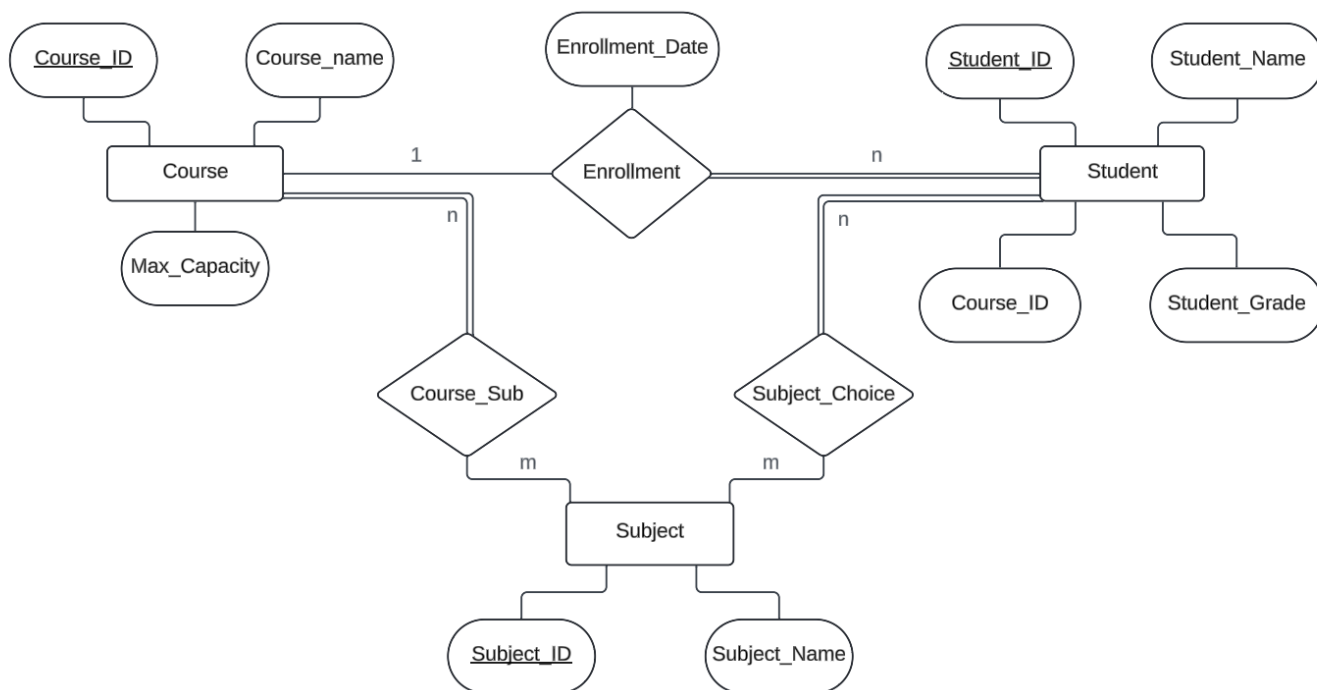 Course_ID
Course_name
Enrollment_Date
Student_ID
Student_Name
Course
1
Enrollment
n
Student
n
n
Max_Capacity
Course_ID
Student_Grade
Course_Sub
Subject_Choice
m
m
Subject
Subject_ID
Subject_Name